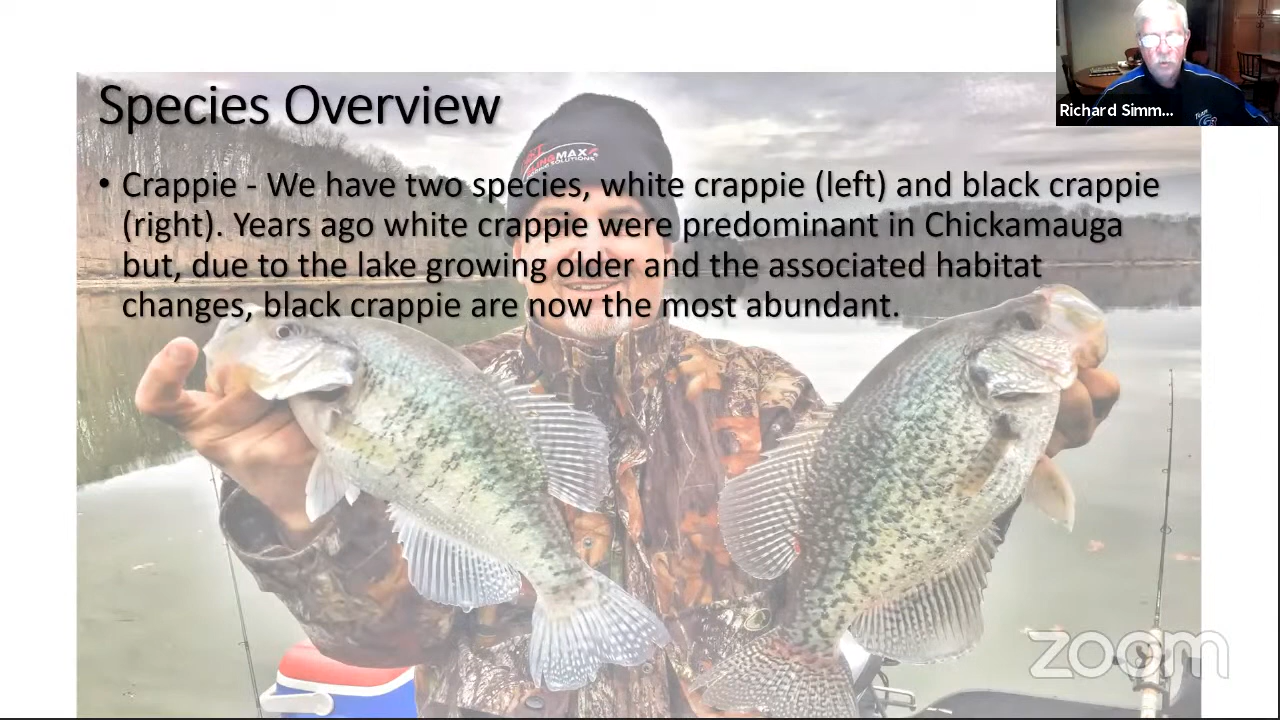 Species Overview
• Crappie - We have two species, white crappie (left) and black crappie
(right). Years ago white crappie were predominant in Chickamauga
but, due to the lake growing older and the associated habitat
changes, black crappie are now the most abundant.
Richard Simm...
MAX
SOLUTIONS
zoom